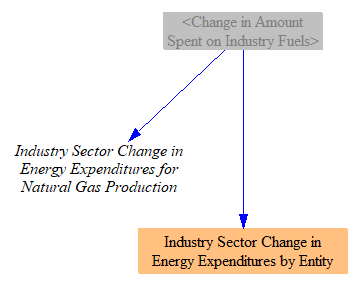 <Change in Amount
Spent on Industry Fuels>
Industry Sector Change in
Energy Expenditures for
Natural Gas Production
Industry Sector Change in
Energy Expenditures by Entity